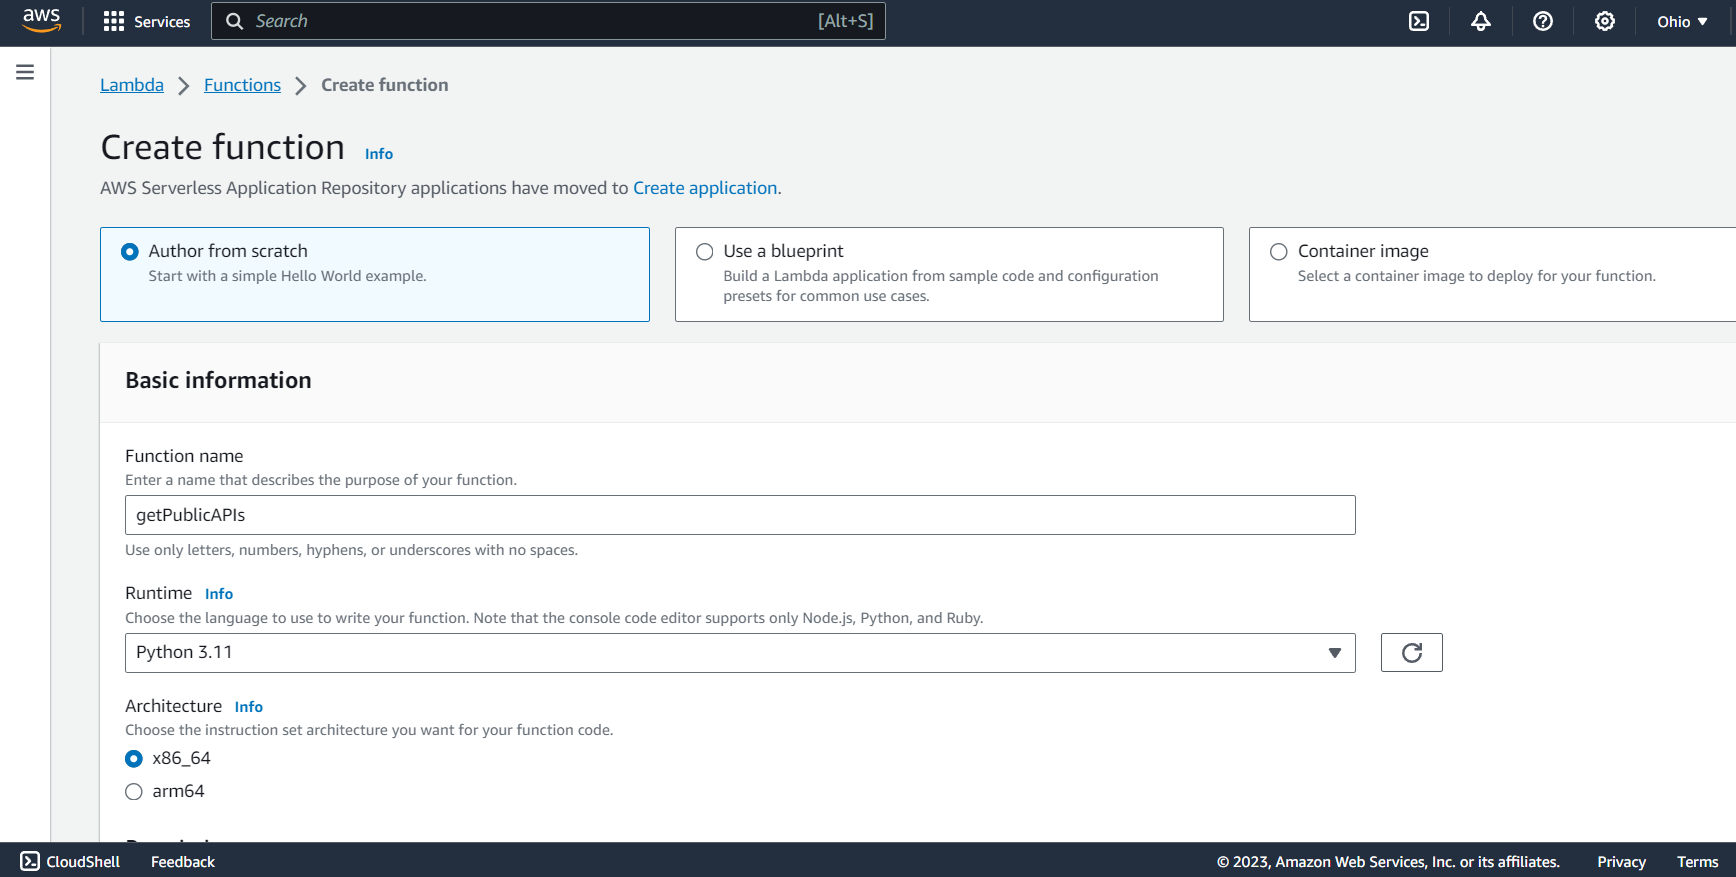 aws Services Search [Alt+S] Ohio
Lambda Functions Create function
Create function Info
AWS Serverless Application Repository applications have moved to Create application.
Author from scratch
Start with a simple Hello World example.
Use a blueprint
Build a Lambda application from sample code and configuration
presets for common use cases.
Container image
Select a container image to deploy for your function.
Basic information
Function name
Enter a name that describes the purpose of your function.
getPublicAPIs
Use only letters, numbers, hyphens, or underscores with no spaces.
Runtime Info
Choose the language to use to write your function. Note that the console code editor supports only Node.js, Python, and Ruby.
Python 3.11
Architecture Info
Choose the instruction set architecture you want for your function code.
x86_64
arm64
CloudShell Feedback © 2023, Amazon Web Services, Inc. or its affiliates. Privacy Terms